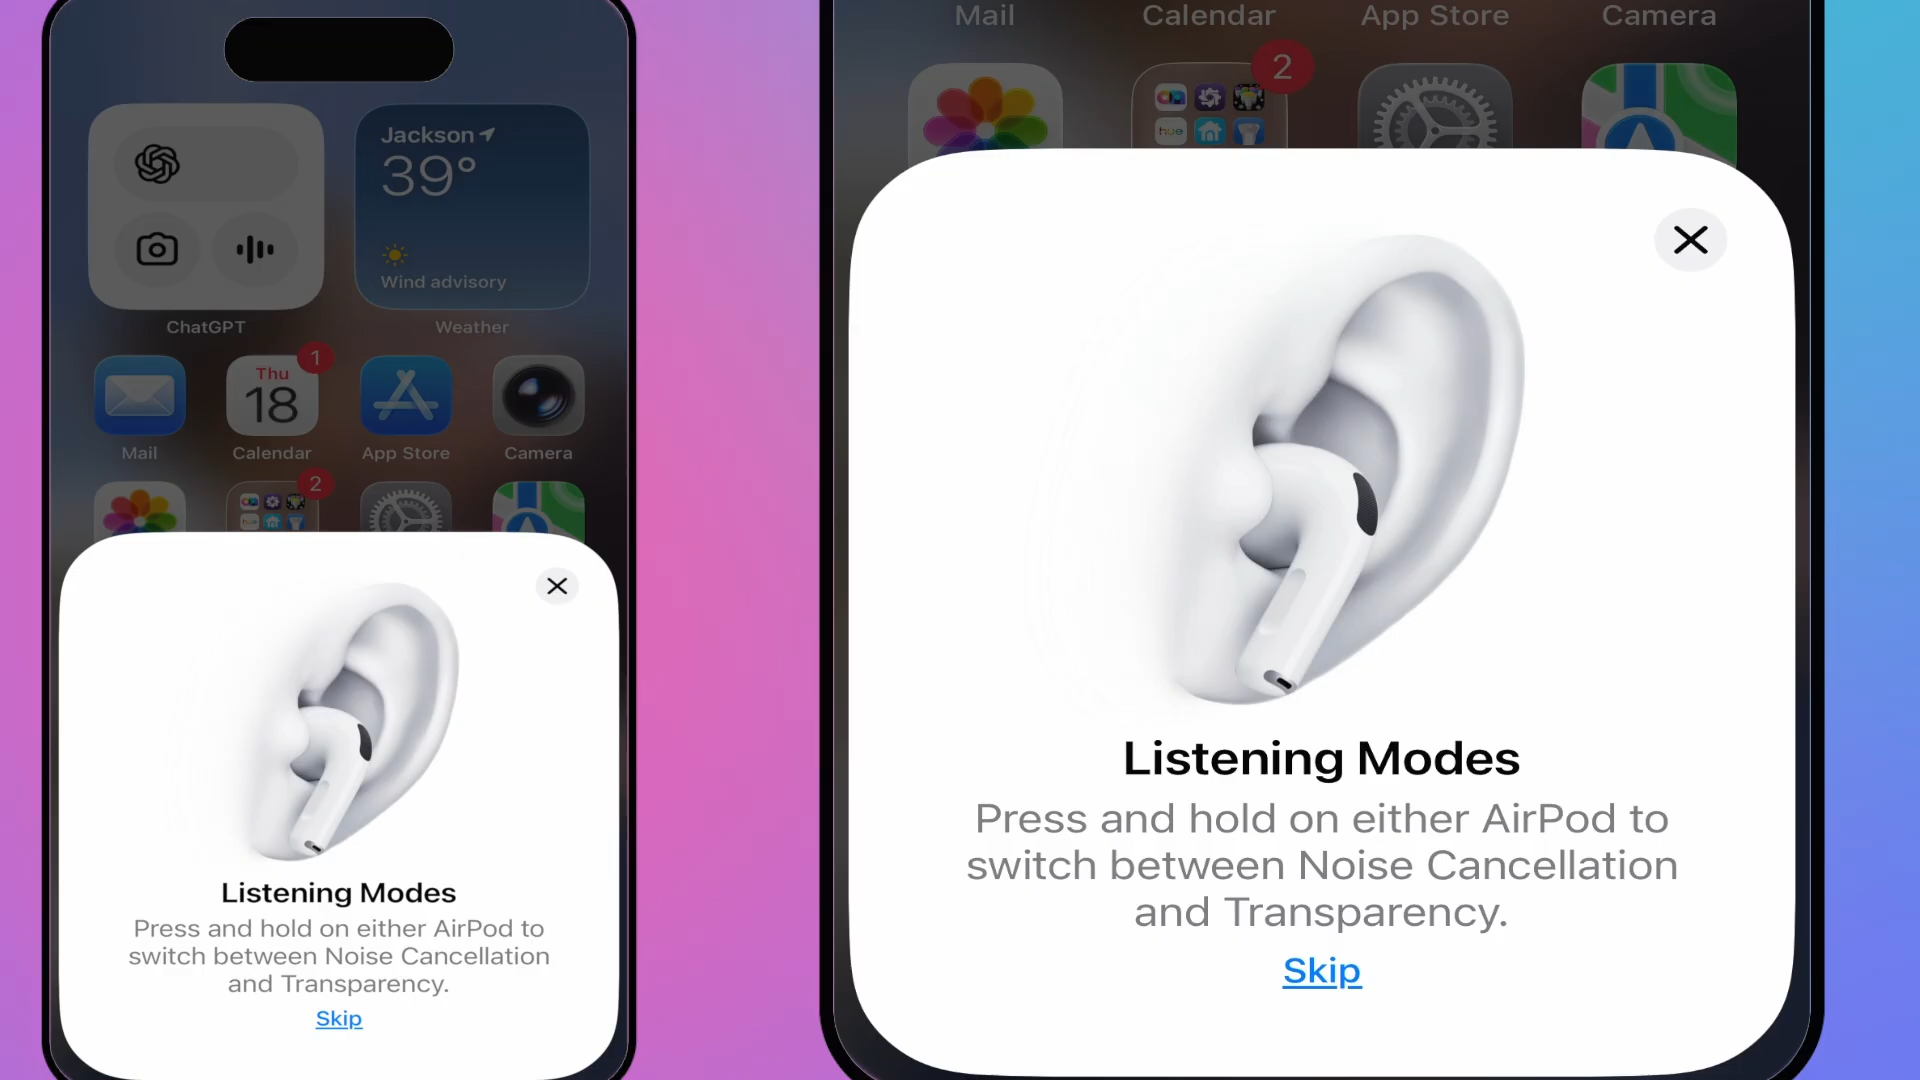 Jackson
39°
Wind advisory
ChatGPT
Weather
1
Thu
18
Mail
Calendar
App Store
Camera
2
Listening Modes
Press and hold on either AirPod to
switch between Noise Cancellation
and Transparency.
Skip
Mail
Calendar
App Store
Camera
2
hue
Listening Modes
Press and hold on either AirPod to
switch between Noise Cancellation
and Transparency.
Skip